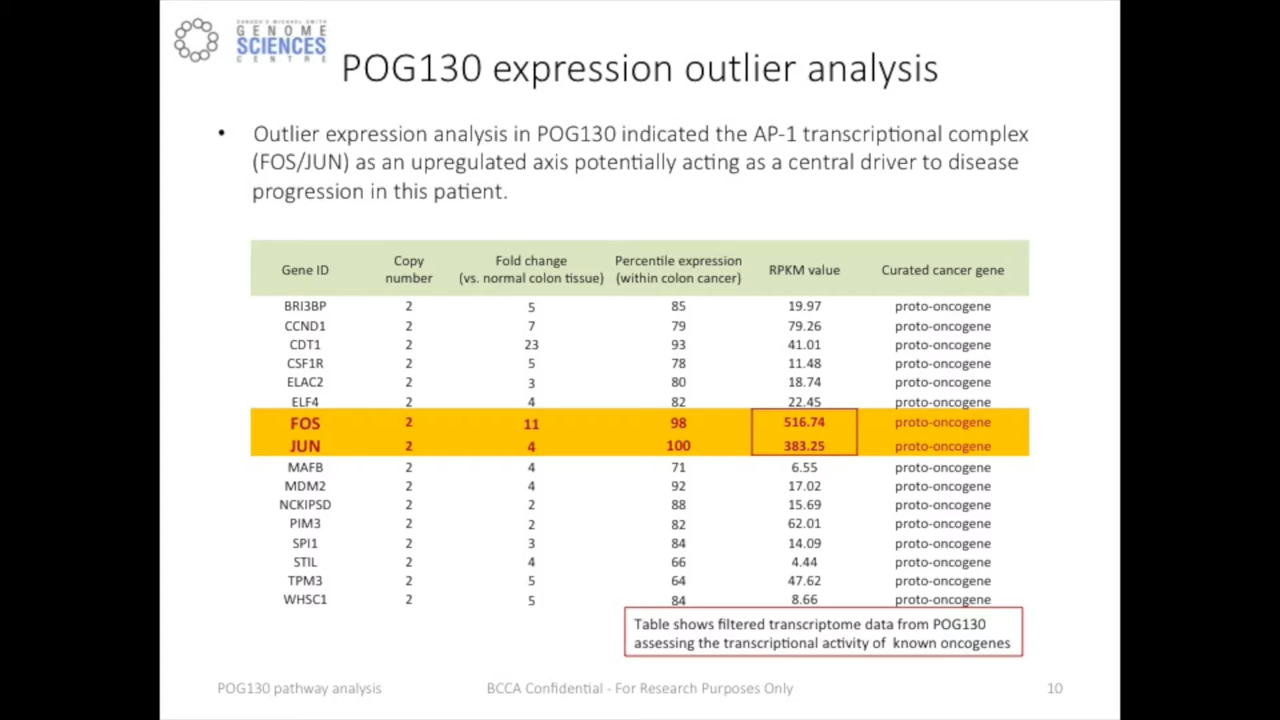 CANADA'S MICHAEL SMITH
GENOME
SCIENCES
CENTRE
POG130 expression outlier analysis
• Outlier expression analysis in POG130 indicated the AP-1 transcriptional complex
(FOS/JUN) as an upregulated axis potentially acting as a central driver to disease
progression in this patient.
Gene ID Copy number Fold change (vs. normal colon tissue) Percentile expression (within colon cancer) RPKM value Curated cancer gene
BRI3BP 2 5 85 19.97 proto-oncogene
CCND1 2 7 79 79.26 proto-oncogene
CDT1 2 23 93 41.01 proto-oncogene
CSF1R 2 5 78 11.48 proto-oncogene
ELAC2 2 3 80 18.74 proto-oncogene
ELF4 2 4 82 22.45 proto-oncogene
FOS 2 11 98 516.74 proto-oncogene
JUN 2 4 100 383.25 proto-oncogene
MAFB 2 4 71 6.55 proto-oncogene
MDM2 2 4 92 17.02 proto-oncogene
NCKIPSD 2 2 88 15.69 proto-oncogene
PIM3 2 2 82 62.01 proto-oncogene
SPI1 2 3 84 14.09 proto-oncogene
STIL 2 4 66 4.44 proto-oncogene
TPM3 2 5 64 47.62 proto-oncogene
WHSC1 2 5 84 8.66 proto-oncogene
Table shows filtered transcriptome data from POG130
assessing the transcriptional activity of known oncogenes
POG130 pathway analysis BCCA Confidential - For Research Purposes Only 10